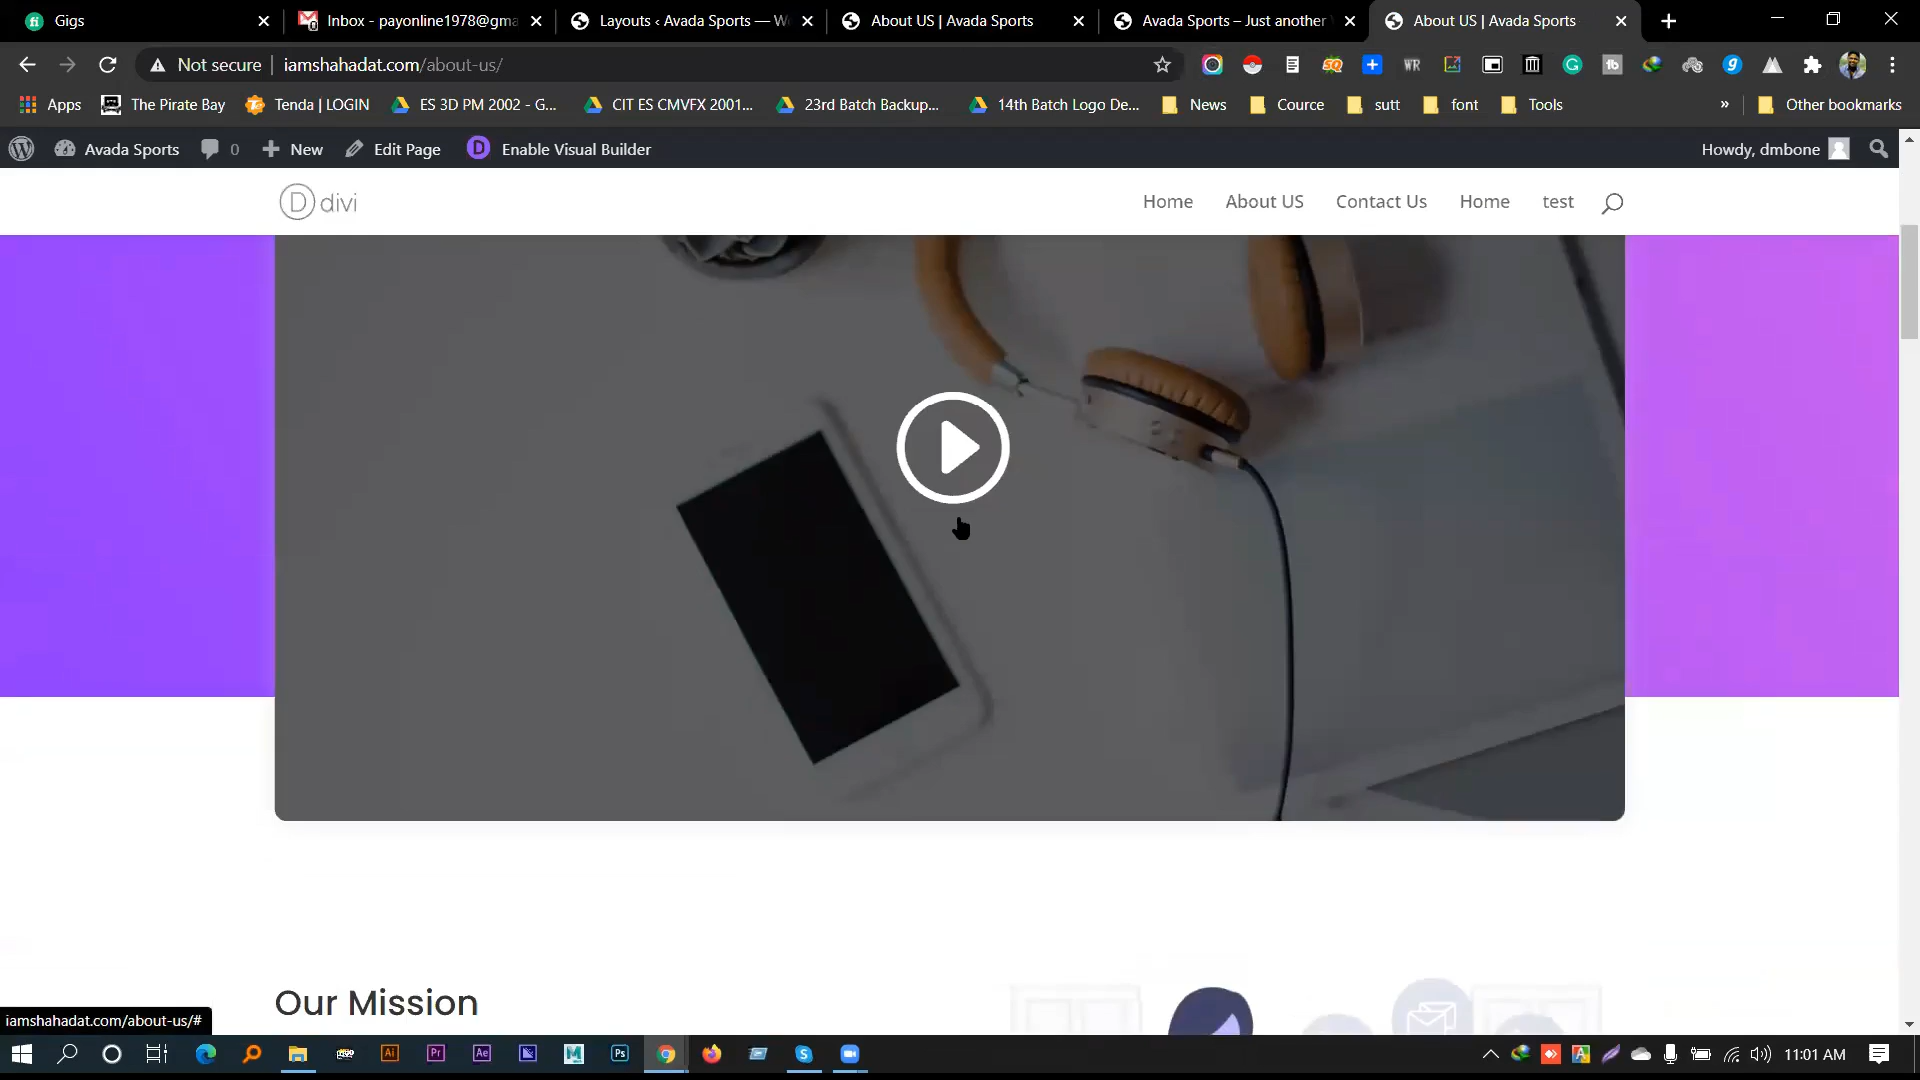 Gigs
Inbox - payonline1978@gma
Layouts ‹ Avada Sports — W
About US | Avada Sports
Avada Sports – Just another
About US | Avada Sports
Not secure
iamshahadat.com/about-us/
Apps
The Pirate Bay
Tenda | LOGIN
ES 3D PM 2002 - G...
CIT ES CMVFX 2001...
23rd Batch Backup...
14th Batch Logo De...
News
Cource
sutt
font
Tools
»
Other bookmarks
Avada Sports
0
New
Edit Page
D
Enable Visual Builder
Howdy, dmbone
D divi
Home
About US
Contact Us
Home
test
Our Mission
iamshahadat.com/about-us/#
11:01 AM